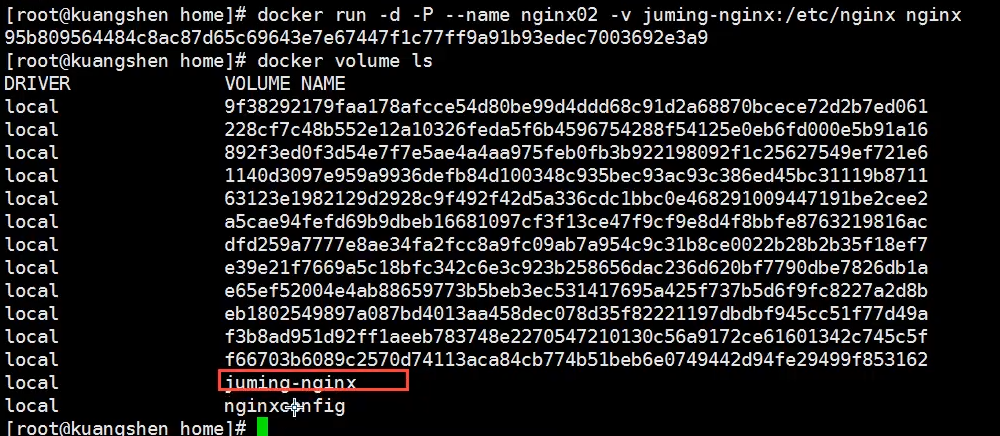 [root@kuangshen home]# docker run -d -P --name nginx02 -v juming-nginx:/etc/nginx nginx
95b809564484c8ac87d65c69643e7e67447f1c77ff9a91b93edec7003692e3a9
[root@kuangshen home]# docker volume ls
DRIVER VOLUME NAME
local 9f38292179faa178afcce54d80be99d4ddd68c91d2a68870bcece72d2b7ed061
local 228cf7c48b552e12a10326feda5f6b4596754288f54125e0eb6fd000e5b91a16
local 892f3ed0f3d54e7f7e5ae4a4aa975feb0fb3b922198092f1c25627549ef721e6
local 1140d3097e959a9936defb84d100348c935bec93ac93c386ed45bc31119b8711
local 63123e1982129d2928c9f492f42d5a336cdc1bbc0e468291009447191be2cee2
local a5cae94fefd69b9dbeb16681097cf3f13ce47f9cf9e8d4f8bbfe8763219816ac
local dfd259a7777e8ae34fa2fcc8a9fc09ab7a954c9c31b8ce0022b28b2b35f18ef7
local e39e21f7669a5c18bfc342c6e3c923b258656dac236d620bf7790dbe7826db1a
local e65ef52004e4ab88659773b5beb3ec531417695a425f737b5d6f9fc8227a2d8b
local eb1802549897a087bd4013aa458dec078d35f82221197dbdbf945cc51f77d49a
local f3b8ad951d92ff1aeeb783748e2270547210130c56a9172ce61601342c745c5f
local f66703b6089c2570d74113aca84cb774b51beb6e0749442d94fe29499f853162
local juming-nginx
local nginxconfig
[root@kuangshen home]#